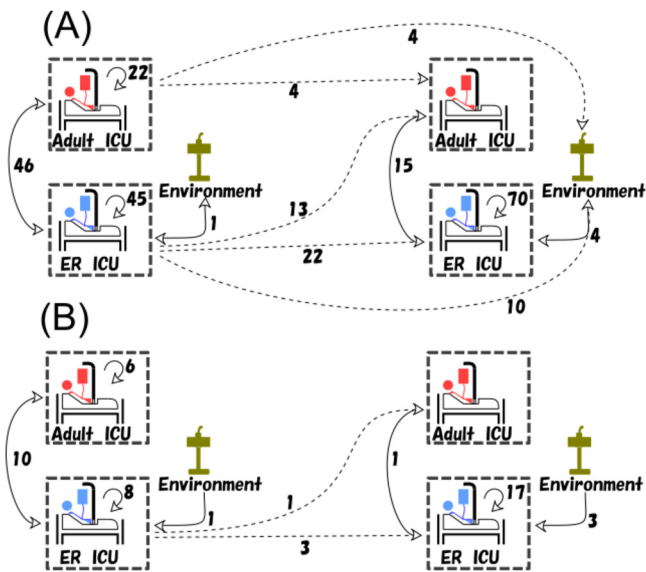 (A)
4
22
4
Adult ICU
Adult ICU
46
15
Environment
Environment
45
1
13
70
4
22
ER ICU
ER ICU
10
(B)
6
Adult ICU
Adult ICU
10
1
Environment
Environment
8
1
1
17
3
3
ER ICU
ER ICU